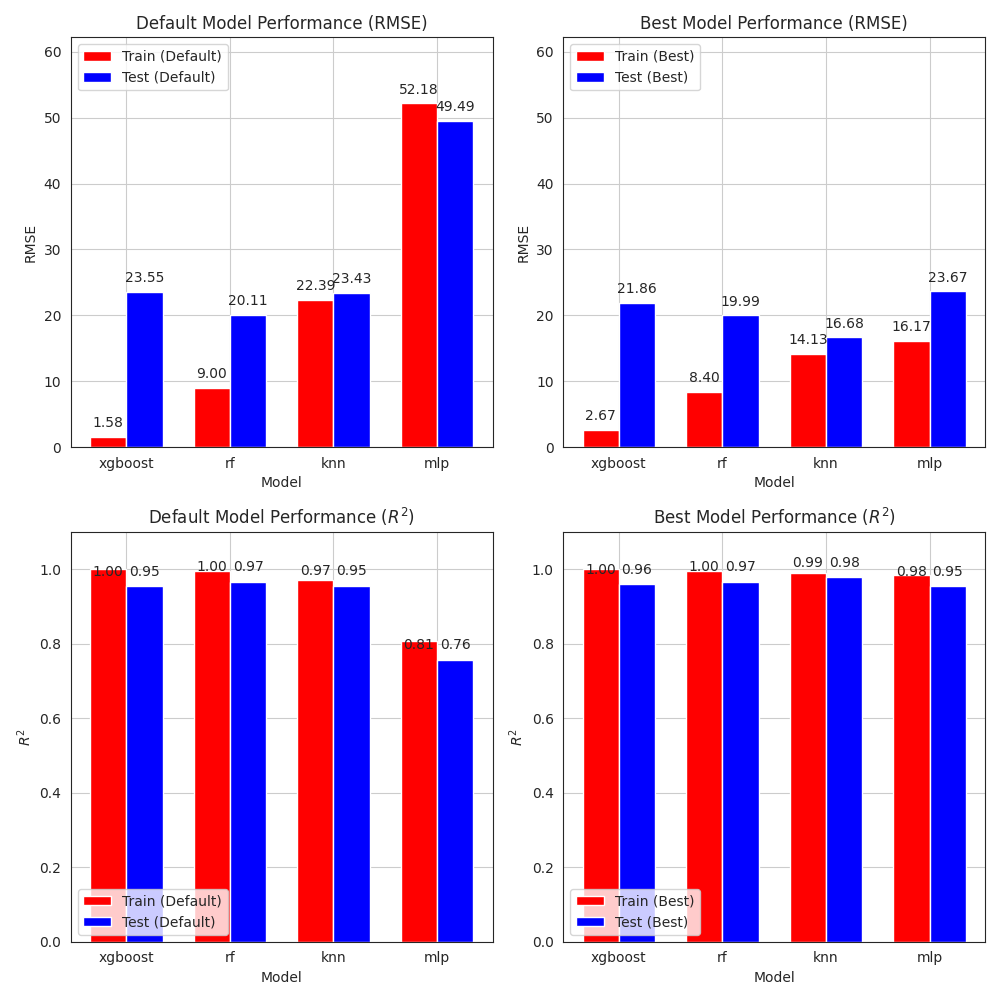 Default Model Performance (RMSE)
Train (Default)
Test (Default)
RMSE
60
50
40
30
20
10
0
1.58
23.55
9.00
20.11
22.39
23.43
52.18
49.49
xgboost
rf
knn
mlp
Model
Best Model Performance (RMSE)
Train (Best)
Test (Best)
RMSE
60
50
40
30
20
10
0
2.67
21.86
8.40
19.99
14.13
16.68
16.17
23.67
xgboost
rf
knn
mlp
Model
Default Model Performance (R²)
R²
1.0
0.8
0.6
0.4
0.2
0.0
1.00
0.95
1.00
0.97
0.97
0.95
0.81
0.76
Train (Default)
Test (Default)
xgboost
rf
knn
mlp
Model
Best Model Performance (R²)
R²
1.0
0.8
0.6
0.4
0.2
0.0
1.00
0.96
1.00
0.97
0.99
0.98
0.98
0.95
Train (Best)
Test (Best)
xgboost
rf
knn
mlp
Model